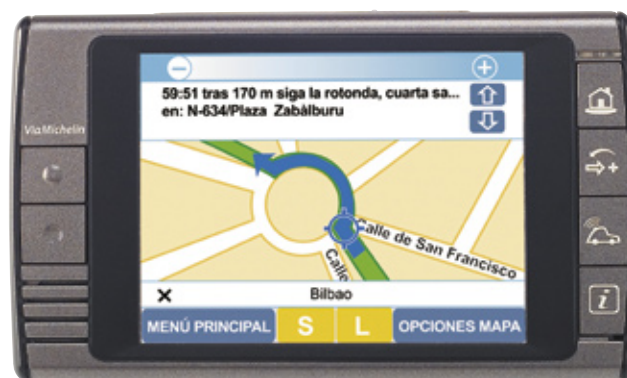 59:51 tras 170 m siga la rotonda, cuarta sa...
en: N-634/Plaza Zabálburu
ViaMichelin
Calle de San Francisco
Calle
Bilbao
MENÚ PRINCIPAL
S
L
OPCIONES MAPA
i